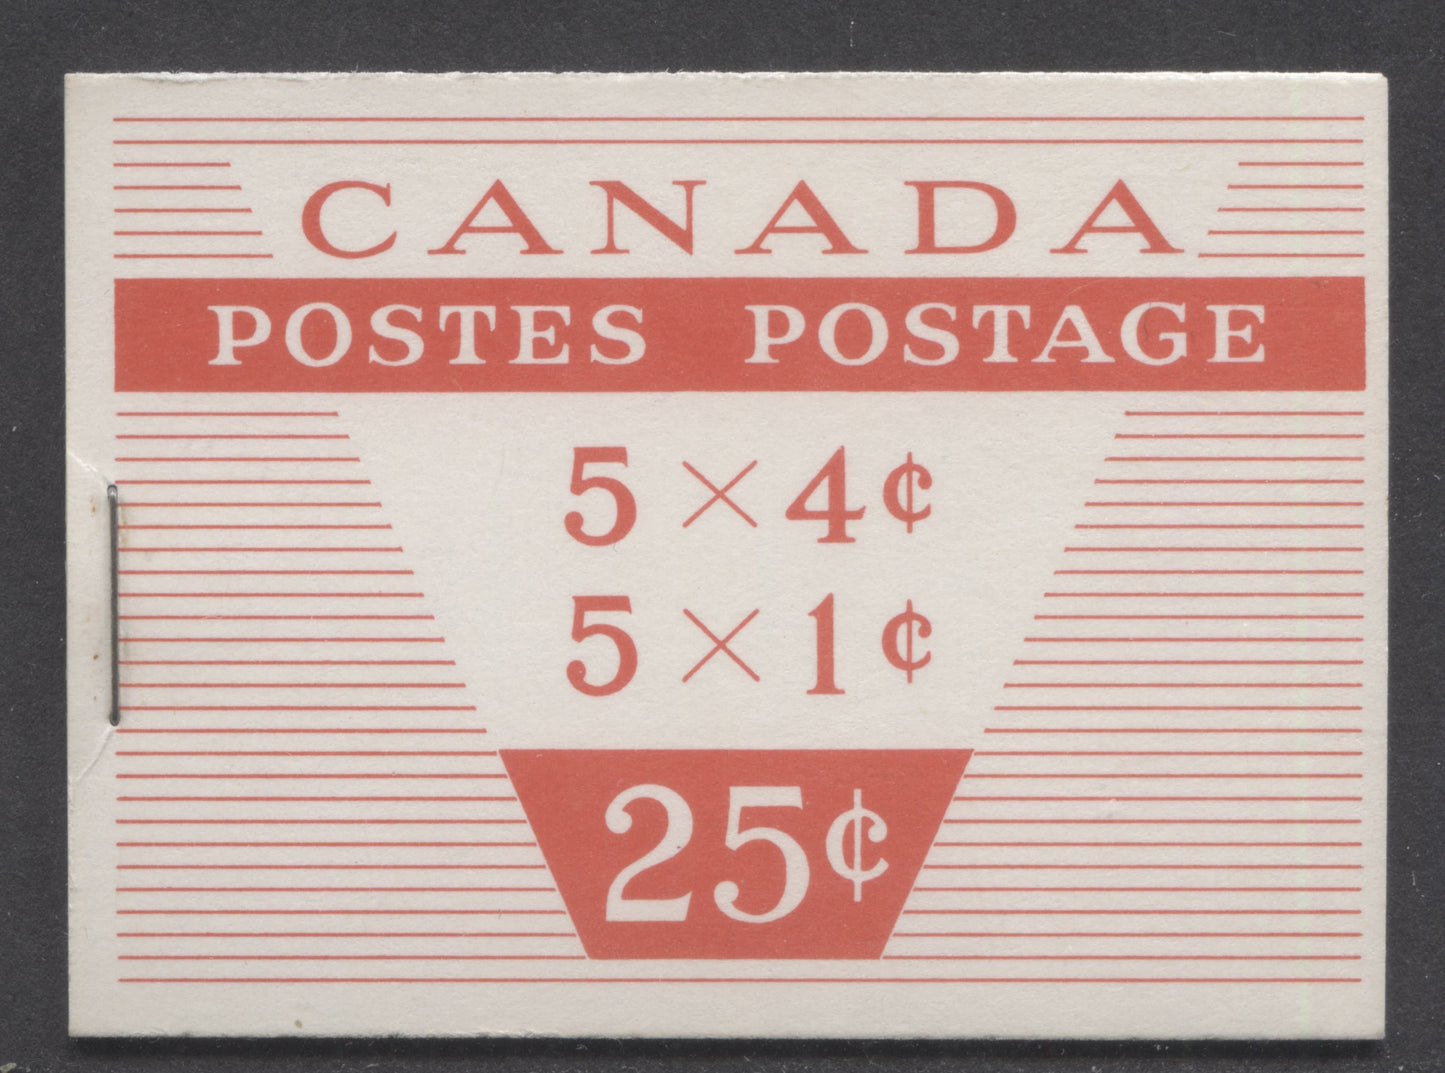 CANADA
POSTES POSTAGE
5 × 4¢
5 × 1¢
25¢